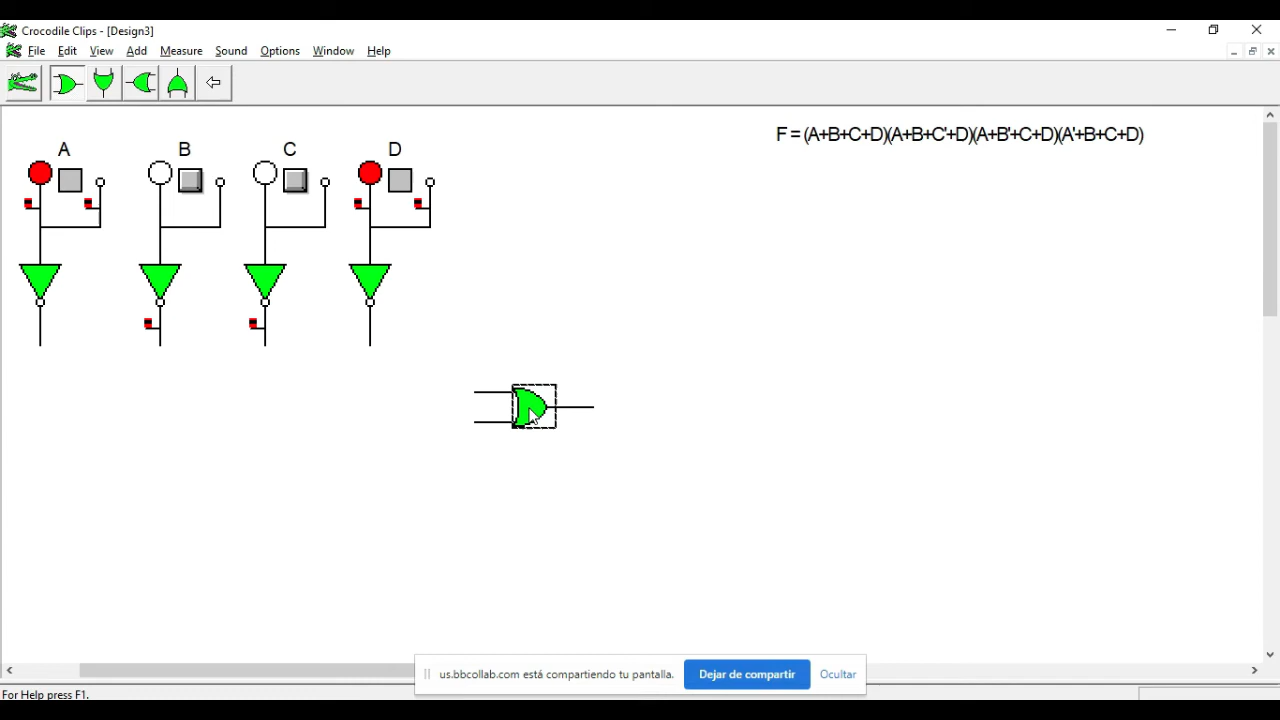 Crocodile Clips - [Design3]
File Edit View Add Measure Sound Options Window Help
F = (A+B+C+D)(A+B+C'+D)(A+B'+C+D)(A'+B+C+D)
A B C D
us.bbcollab.com está compartiendo tu pantalla. Dejar de compartir Ocultar
For Help press F1.